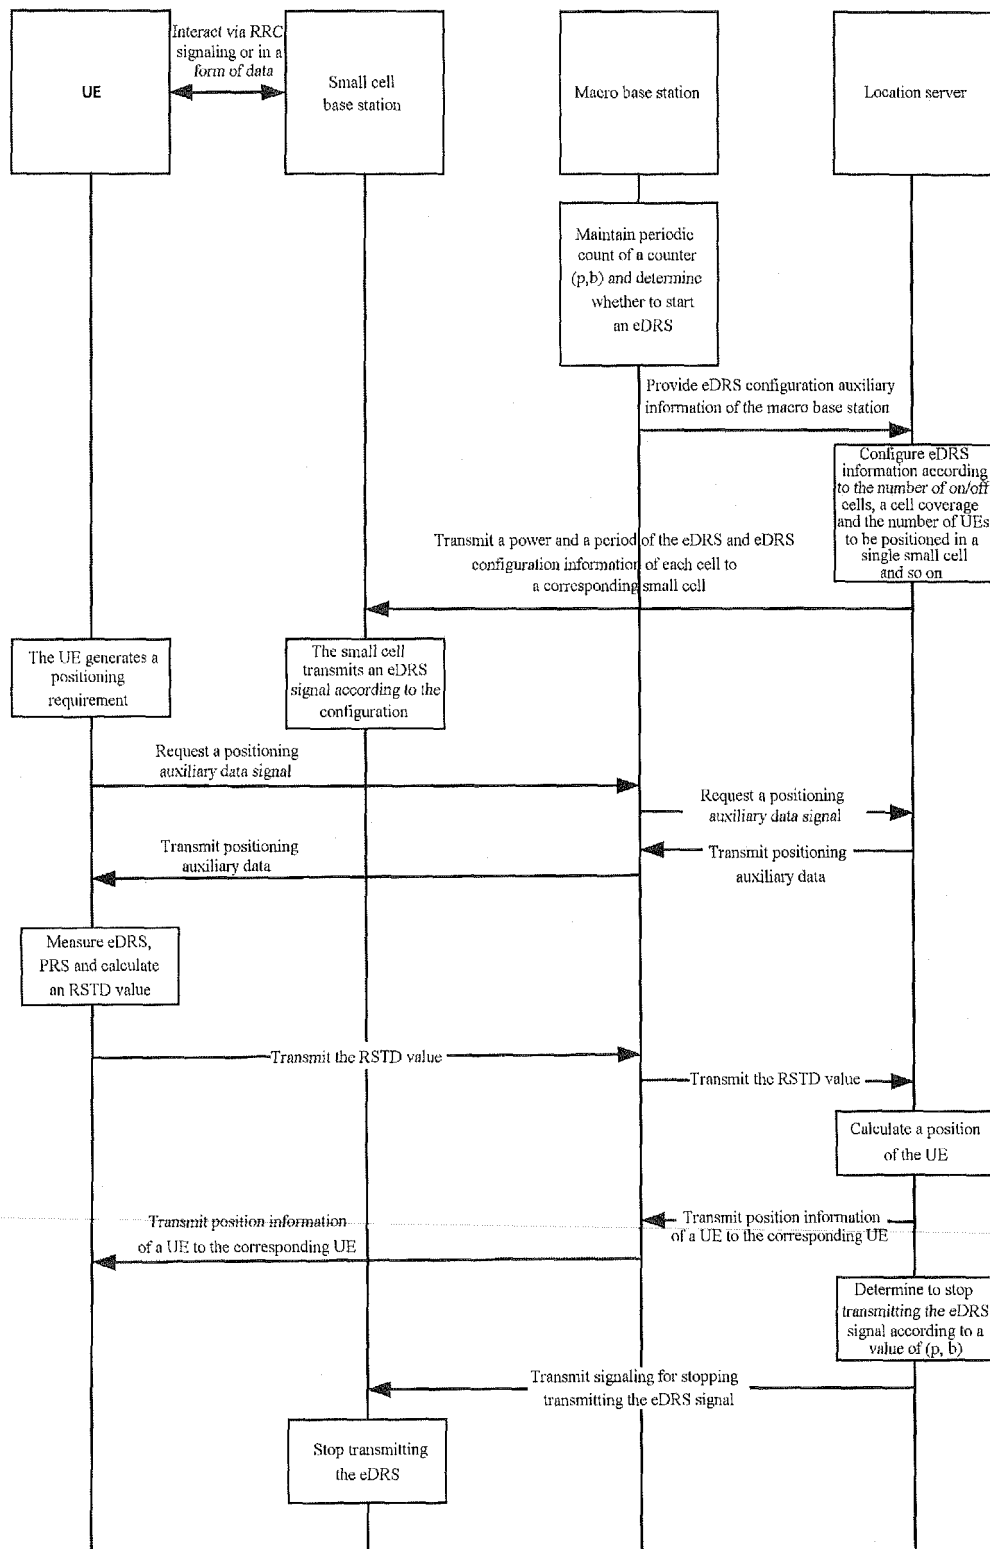 Interact via RRC
signaling or in a
form of data
UE
Small cell
base station
Macro base station
Location server
Maintain periodic
count of a counter
(p,b) and determine
whether to start
an eDRS
Provide eDRS configuration auxiliary
information of the macro base station
Configure eDRS
information according
to the number of on/off
cells, a cell coverage
and the number of UEs
to be positioned in a
single small cell
and so on
Transmit a power and a period of the eDRS and eDRS
configuration information of each cell to
a corresponding small cell
The UE generates a
positioning
requirement
The small cell
transmits an eDRS
signal according to the
configuration
Request a positioning
auxiliary data signal
Request a positioning
auxiliary data signal
Transmit positioning
auxiliary data
Transmit positioning
auxiliary data
Measure eDRS,
PRS and calculate
an RSTD value
Transmit the RSTD value
Transmit the RSTD value
Calculate a position
of the UE
Transmit position information
of a UE to the corresponding UE
Transmit position information
of a UE to the corresponding UE
Determine to stop
transmitting the eDRS
signal according to a
value of (p, b)
Transmit signaling for stopping
transmitting the eDRS signal
Stop transmitting
the eDRS